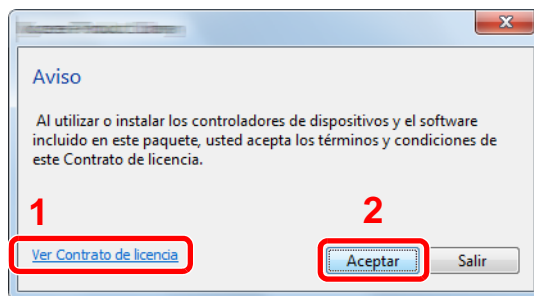 Aviso
Al utilizar o instalar los controladores de dispositivos y el software
incluido en este paquete, usted acepta los términos y condiciones de
este Contrato de licencia.
1
2
Ver Contrato de licencia
Aceptar
Salir